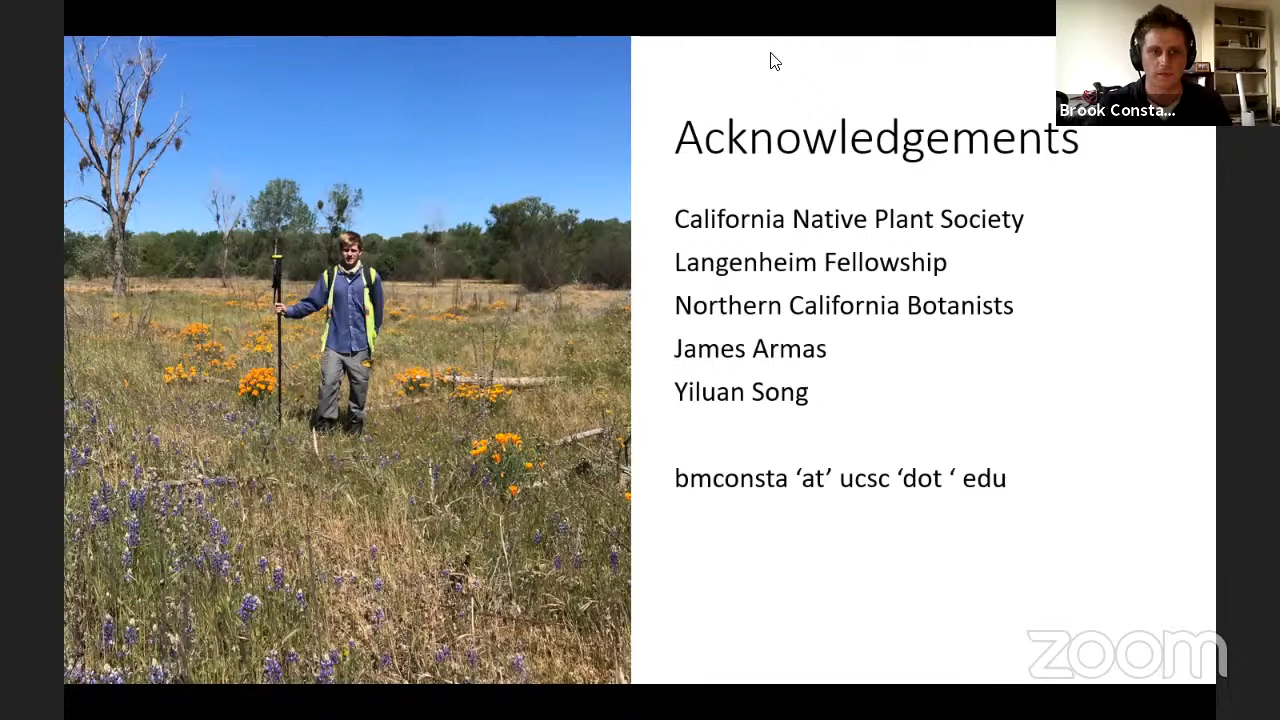 Brook Consta...
Acknowledgements
California Native Plant Society
Langenheim Fellowship
Northern California Botanists
James Armas
Yiluan Song
bmconsta ‘at’ ucsc ‘dot ‘ edu
zoom